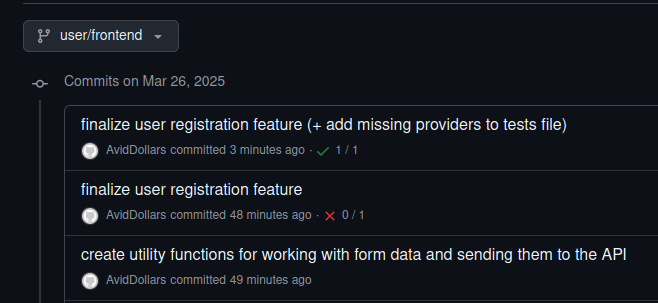 user/frontend
Commits on Mar 26, 2025
finalize user registration feature (+ add missing providers to tests file)
AvidDollars committed 3 minutes ago · ✓ 1 / 1
finalize user registration feature
AvidDollars committed 48 minutes ago · ✗ 0 / 1
create utility functions for working with form data and sending them to the API
AvidDollars committed 49 minutes ago